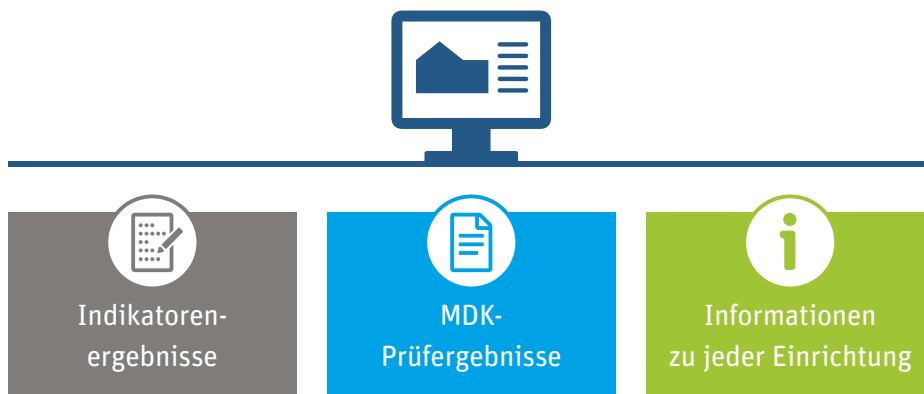 Indikatoren-
ergebnisse
MDK-
Prüfergebnisse
Informationen
zu jeder Einrichtung